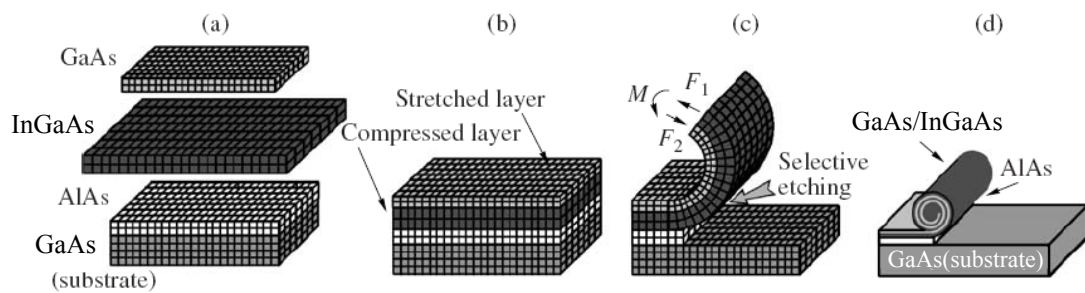 (a)
GaAs
InGaAs
AlAs
GaAs
(substrate)
(b)
Stretched layer
Compressed layer
(c)
M
F1
F2
Selective
etching
(d)
GaAs/InGaAs
AlAs
GaAs(substrate)